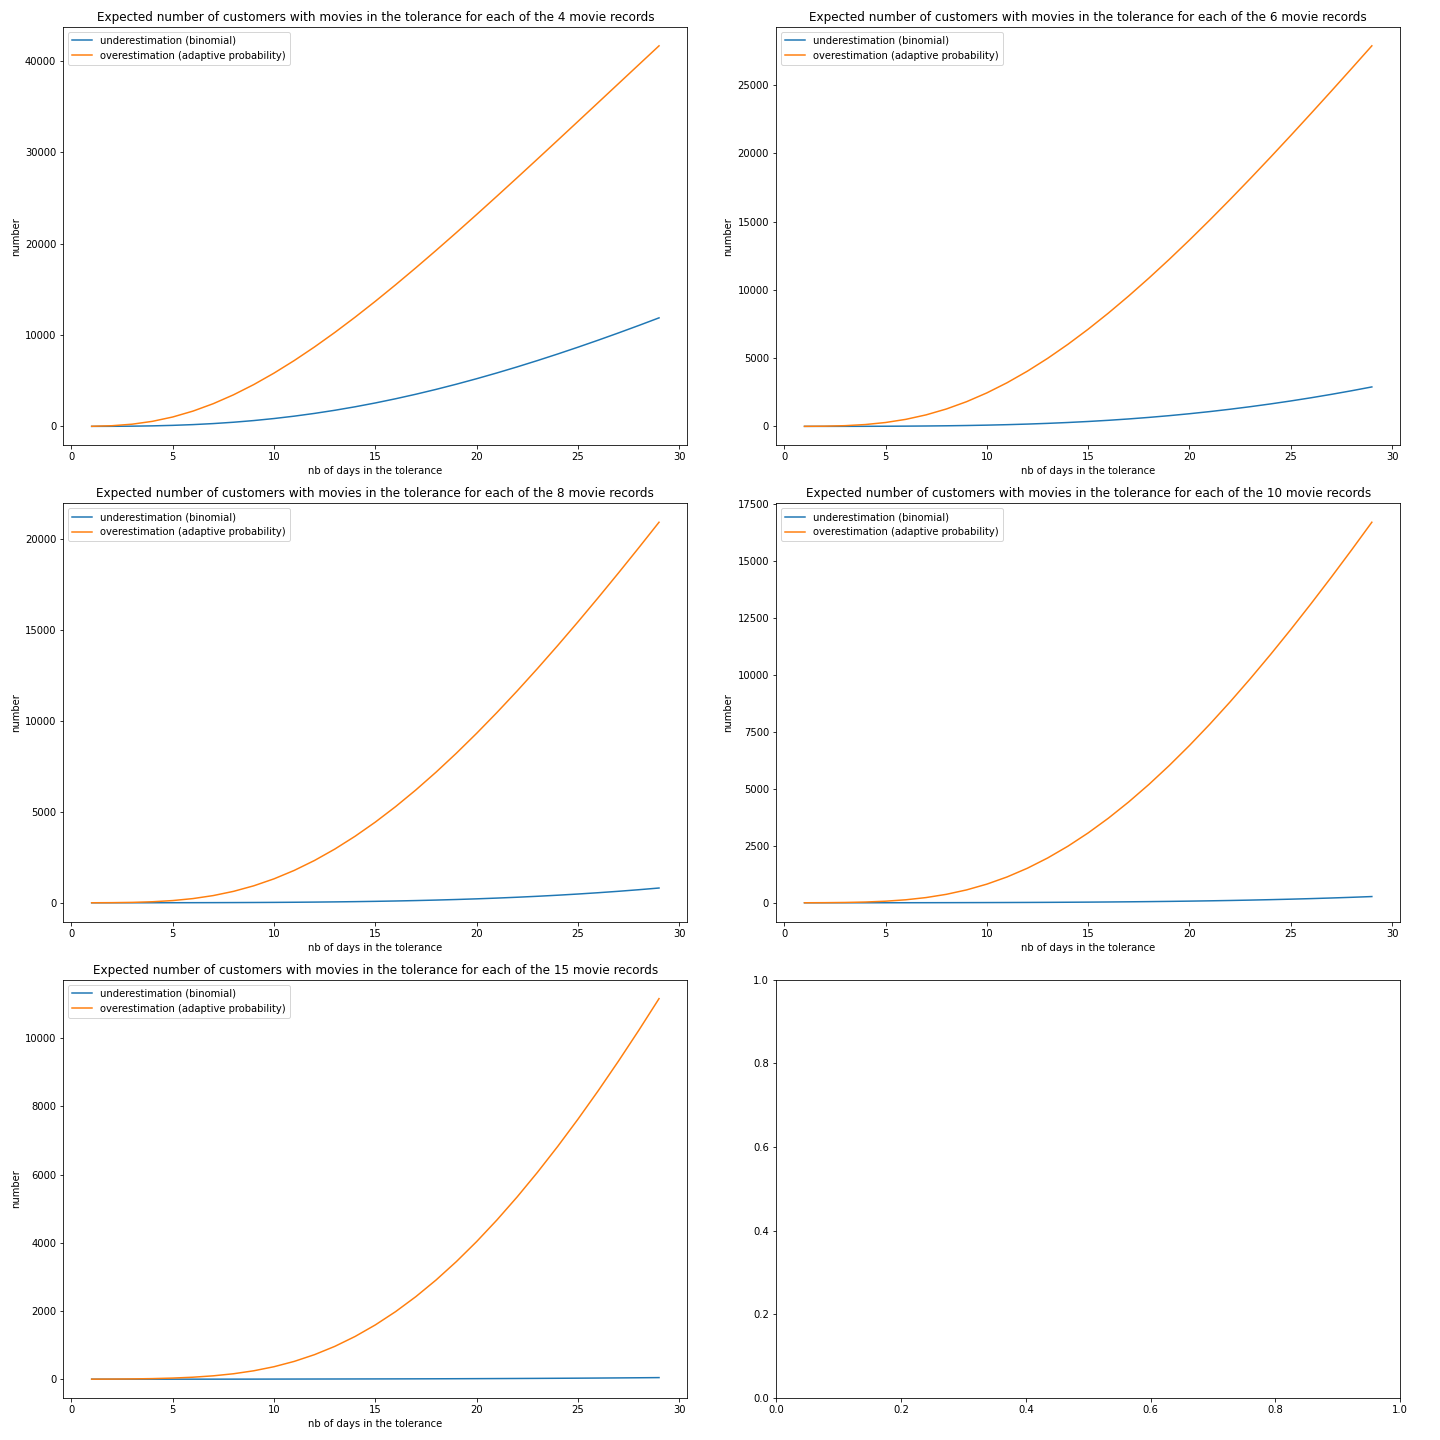 Expected number of customers with movies in the tolerance for each of the 4 movie records
underestimation (binomial)
overestimation (adaptive probability)
40000
30000
20000
10000
0
number
0 5 10 15 20 25 30
nb of days in the tolerance
Expected number of customers with movies in the tolerance for each of the 6 movie records
underestimation (binomial)
overestimation (adaptive probability)
25000
20000
15000
10000
5000
0
number
0 5 10 15 20 25 30
nb of days in the tolerance
Expected number of customers with movies in the tolerance for each of the 8 movie records
underestimation (binomial)
overestimation (adaptive probability)
20000
15000
10000
5000
0
number
0 5 10 15 20 25 30
nb of days in the tolerance
Expected number of customers with movies in the tolerance for each of the 10 movie records
underestimation (binomial)
overestimation (adaptive probability)
17500
15000
12500
10000
7500
5000
2500
0
number
0 5 10 15 20 25 30
nb of days in the tolerance
Expected number of customers with movies in the tolerance for each of the 15 movie records
underestimation (binomial)
overestimation (adaptive probability)
10000
8000
6000
4000
2000
0
number
0 5 10 15 20 25 30
nb of days in the tolerance
1.0
0.8
0.6
0.4
0.2
0.0
0.0 0.2 0.4 0.6 0.8 1.0